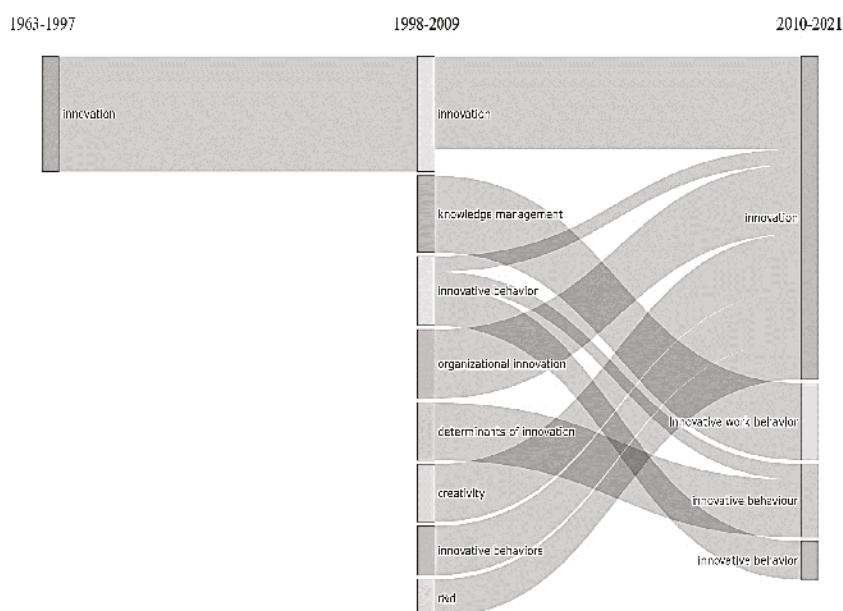 1963-1997
1998-2009
2010-2021
innovation
innovation
knowledge management
innovative behavior
organizational innovation
determinants of innovation
creativity
innovative behaviors
r&d
innovation
Innovative work behavior
innovative behaviour
innovative behavior